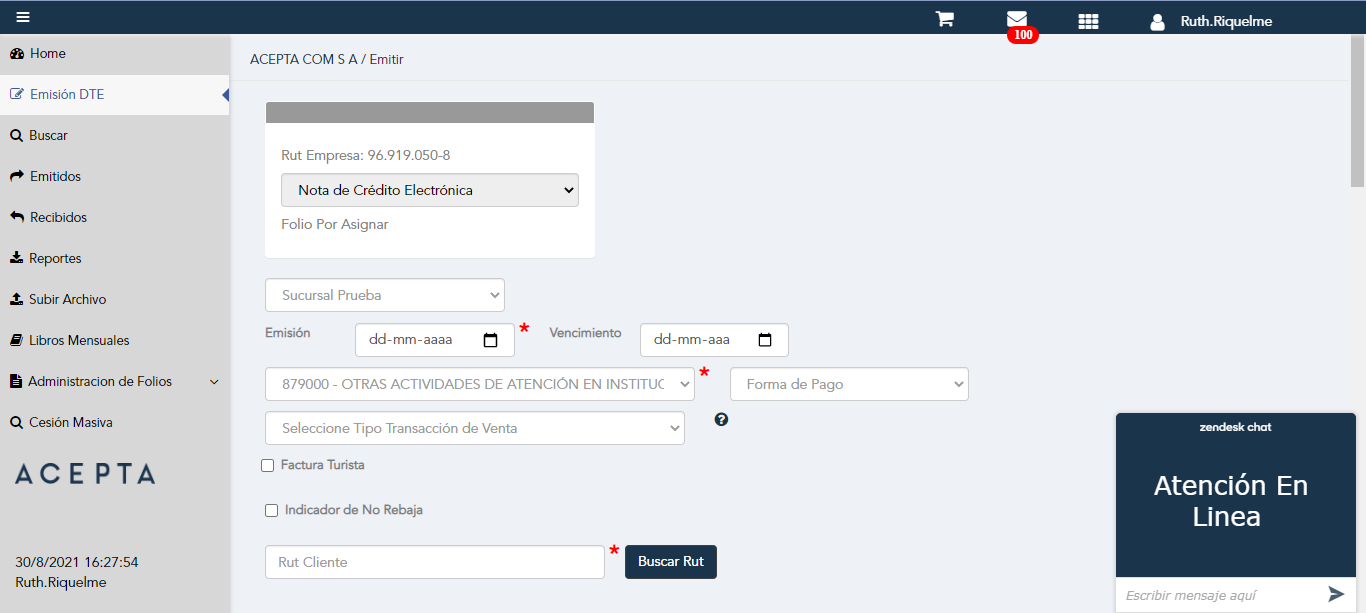 Ruth.Riquelme
100
Home
Emisión DTE
Buscar
Emitidos
Recibidos
Reportes
Subir Archivo
Libros Mensuales
Administracion de Folios
Cesión Masiva
ACEPTA
30/8/2021 16:27:54
Ruth.Riquelme
ACEPTA COM S A / Emitir
Rut Empresa: 96.919.050-8
Nota de Crédito Electrónica
Folio Por Asignar
Sucursal Prueba
Emisión dd-mm-aaaa * Vencimiento dd-mm-aaa
879000 - OTRAS ACTIVIDADES DE ATENCIÓN EN INSTITUC * Forma de Pago
Seleccione Tipo Transacción de Venta ?
Factura Turista
Indicador de No Rebaja
Rut Cliente * Buscar Rut
zendesk chat
Atención En
Linea
Escribir mensaje aquí